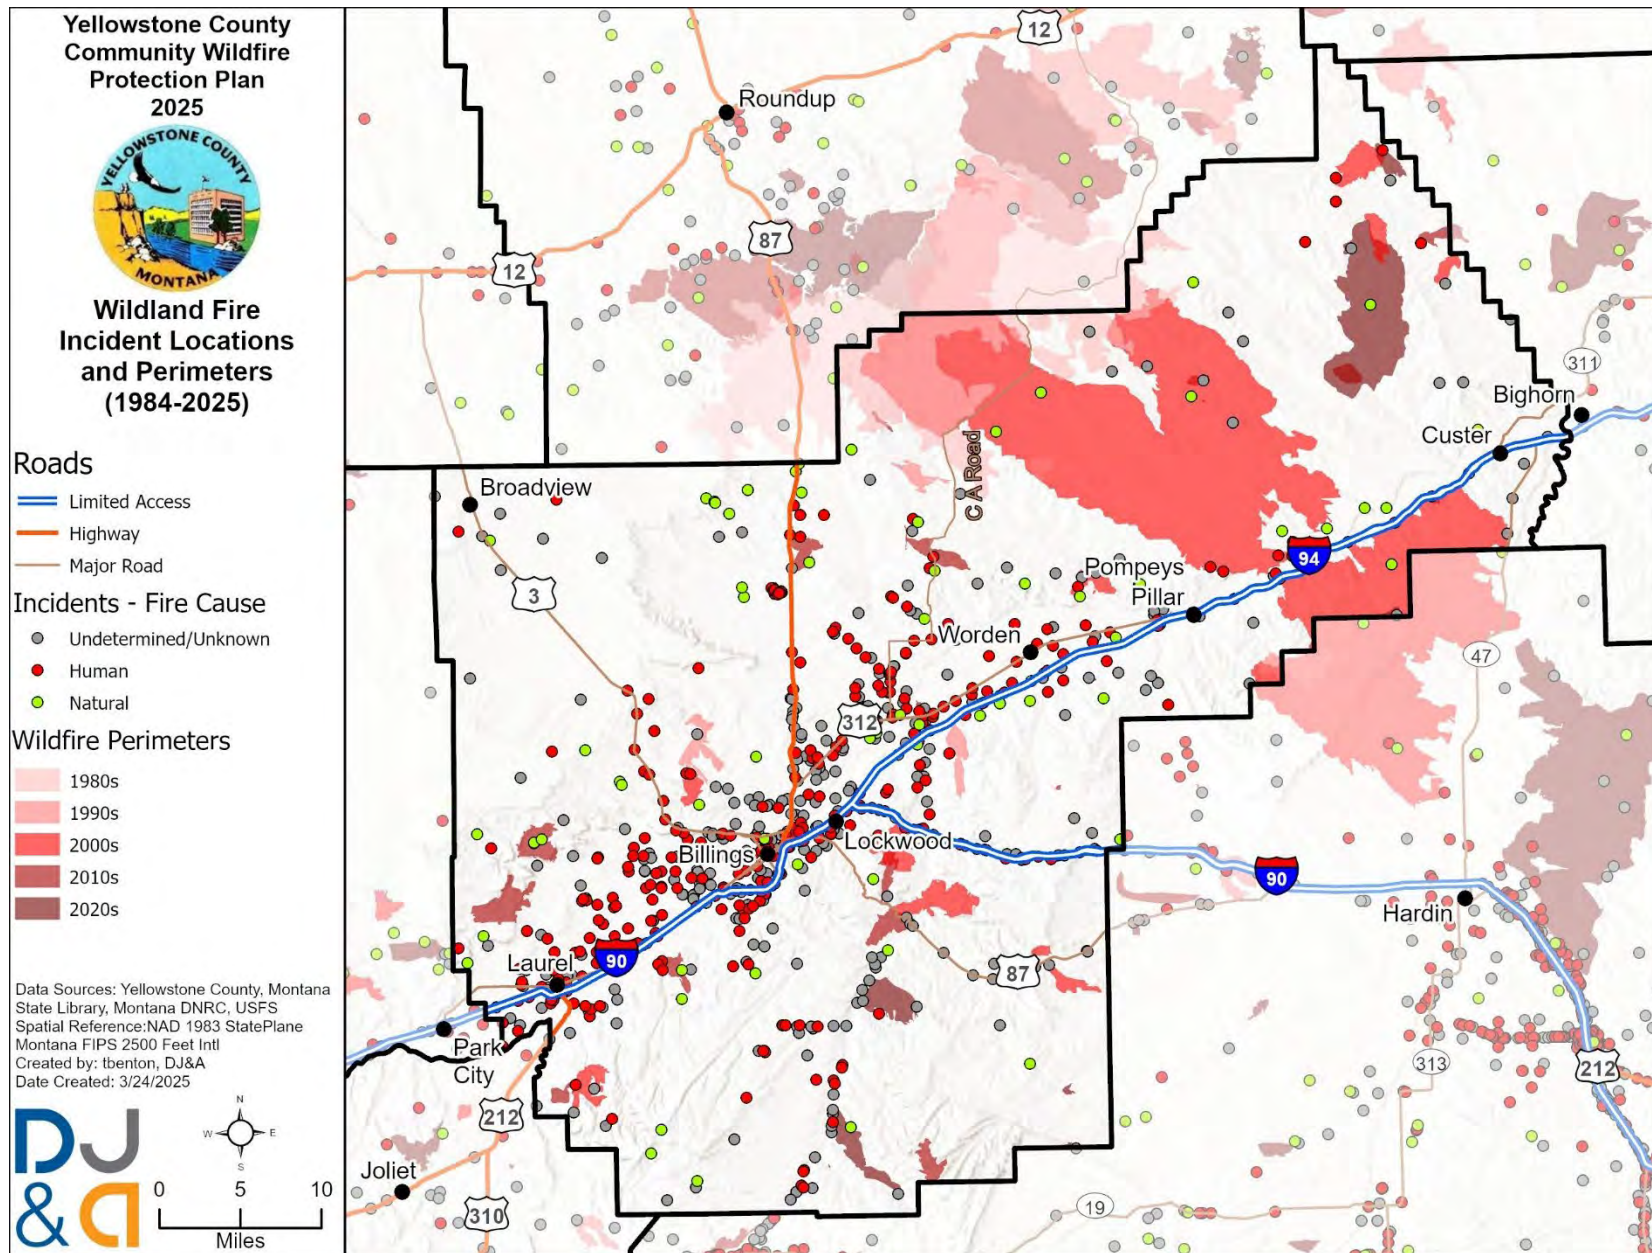 Yellowstone County
Community Wildfire
Protection Plan
2025
YELLOWSTONE COUNTY
MONTANA
Wildland Fire
Incident Locations
and Perimeters
(1984-2025)
Roads
Limited Access
Highway
Major Road
Incidents - Fire Cause
Undetermined/Unknown
Human
Natural
Wildfire Perimeters
1980s
1990s
2000s
2010s
2020s
Data Sources: Yellowstone County, Montana
State Library, Montana DNRC, USFS
Spatial Reference:NAD 1983 StatePlane
Montana FIPS 2500 Feet Intl
Created by: tbenton, DJ&A
Date Created: 3/24/2025
DJ
&A
N
W
E
S
0
5
10
Miles
12
Roundup
87
12
311
Bighorn
Custer
C A Road
Broadview
94
Pompeys
Pillar
3
Worden
47
312
Lockwood
Billings
90
Hardin
Laurel
90
87
Park
City
313
212
212
Joliet
310
19